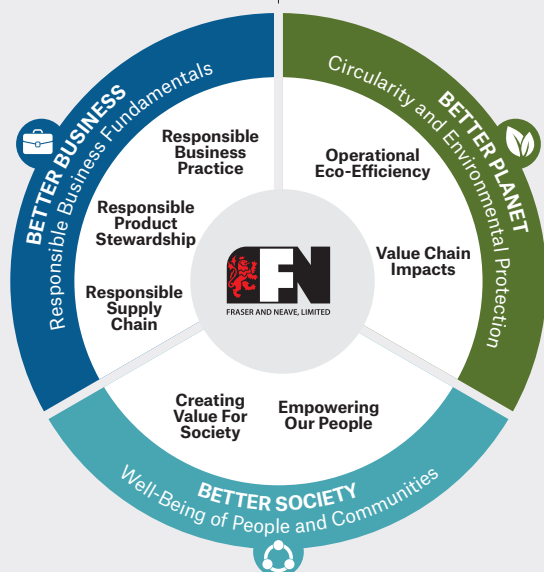 BETTER BUSINESS
Responsible Business Fundamentals
Responsible
Business
Practice
Responsible
Product
Stewardship
Responsible
Supply
Chain
BETTER PLANET
Circularity and Environmental Protection
Operational
Eco-Efficiency
Value Chain
Impacts
FN
FRASER AND NEAVE, LIMITED
Creating
Value For
Society
Empowering
Our People
BETTER SOCIETY
Well-Being of People and Communities